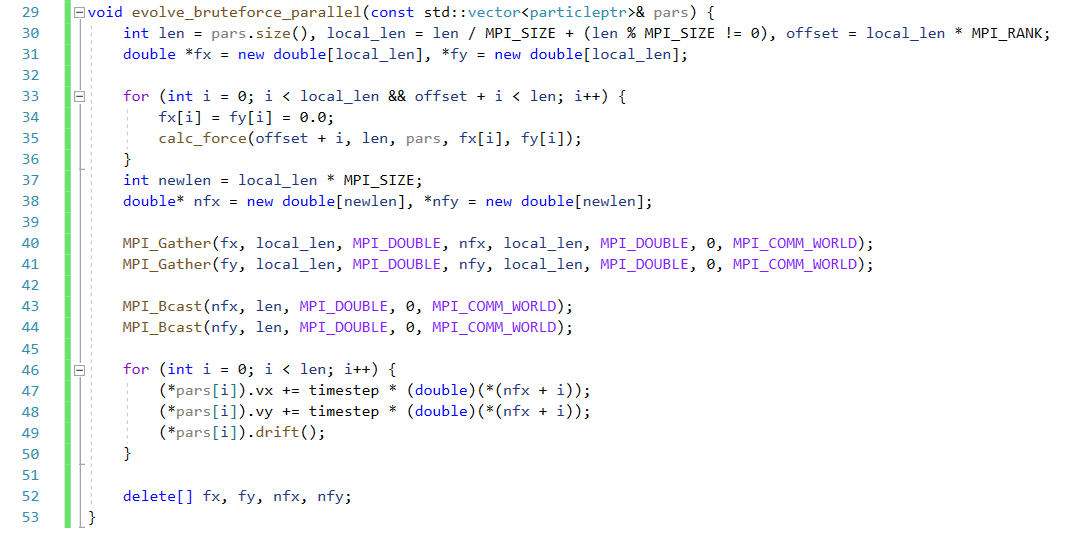 29 void evolve_bruteforce_parallel(const std::vector<particleptr>& pars) {
30 int len = pars.size(), local_len = len / MPI_SIZE + (len % MPI_SIZE != 0), offset = local_len * MPI_RANK;
31 double *fx = new double[local_len], *fy = new double[local_len];
32
33 for (int i = 0; i < local_len && offset + i < len; i++) {
34 fx[i] = fy[i] = 0.0;
35 calc_force(offset + i, len, pars, fx[i], fy[i]);
36 }
37 int newlen = local_len * MPI_SIZE;
38 double* nfx = new double[newlen], *nfy = new double[newlen];
39
40 MPI_Gather(fx, local_len, MPI_DOUBLE, nfx, local_len, MPI_DOUBLE, 0, MPI_COMM_WORLD);
41 MPI_Gather(fy, local_len, MPI_DOUBLE, nfy, local_len, MPI_DOUBLE, 0, MPI_COMM_WORLD);
42
43 MPI_Bcast(nfx, len, MPI_DOUBLE, 0, MPI_COMM_WORLD);
44 MPI_Bcast(nfy, len, MPI_DOUBLE, 0, MPI_COMM_WORLD);
45
46 for (int i = 0; i < len; i++) {
47 (*pars[i]).vx += timestep * (double)(*(nfx + i));
48 (*pars[i]).vy += timestep * (double)(*(nfx + i));
49 (*pars[i]).drift();
50 }
51
52 delete[] fx, fy, nfx, nfy;
53 }